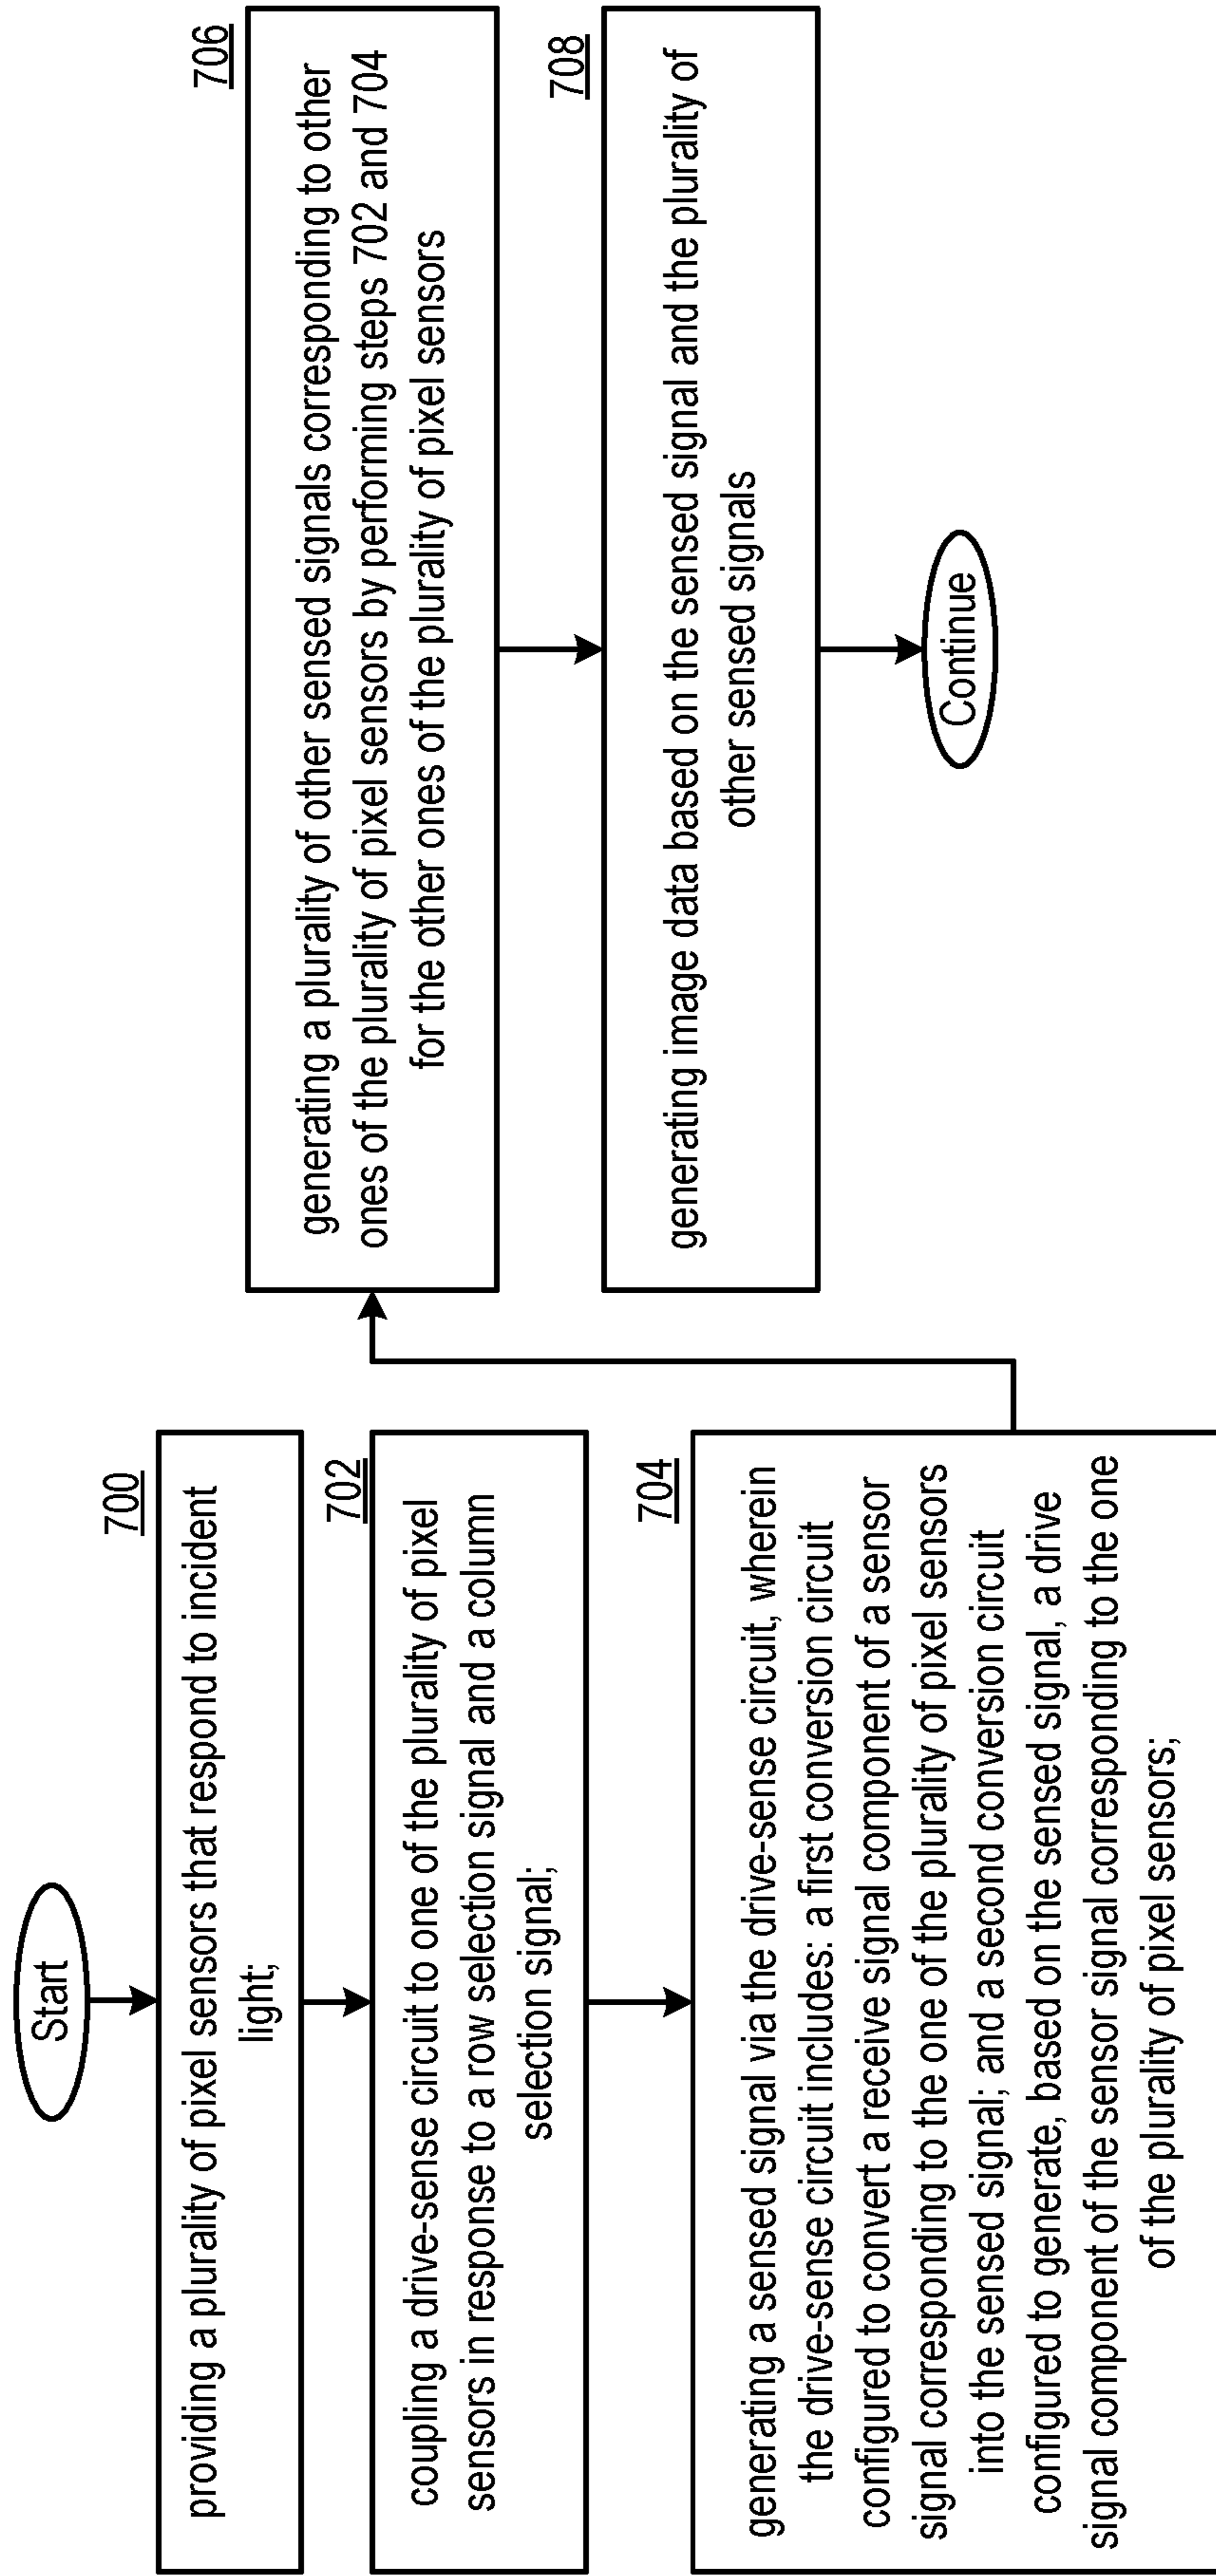 Start
700
providing a plurality of pixel sensors that respond to incident
light;
702
coupling a drive-sense circuit to one of the plurality of pixel
sensors in response to a row selection signal and a column
selection signal;
704
generating a sensed signal via the drive-sense circuit, wherein
the drive-sense circuit includes: a first conversion circuit
configured to convert a receive signal component of a sensor
signal corresponding to the one of the plurality of pixel sensors
into the sensed signal; and a second conversion circuit
configured to generate, based on the sensed signal, a drive
signal component of the sensor signal corresponding to the one
of the plurality of pixel sensors;
706
generating a plurality of other sensed signals corresponding to other
ones of the plurality of pixel sensors by performing steps 702 and 704
for the other ones of the plurality of pixel sensors
708
generating image data based on the sensed signal and the plurality of
other sensed signals
Continue